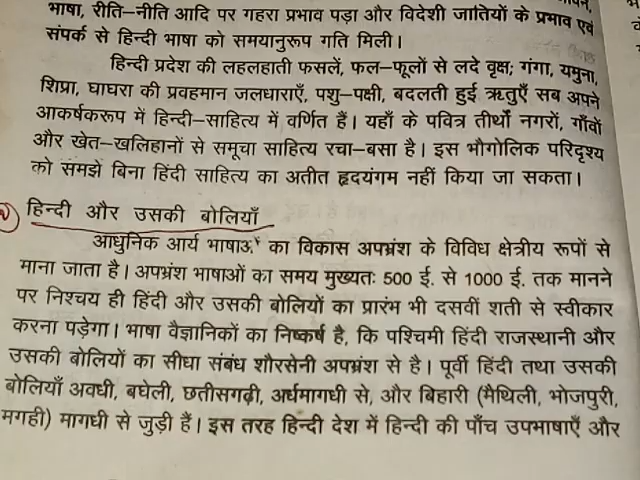 भाषा, रीति–नीति आदि पर गहरा प्रभाव पड़ा और विदेशी जातियों के प्रभाव एवं
संपर्क से हिन्दी भाषा को समयानुरूप गति मिली।
हिन्दी प्रदेश की लहलहाती फसलें, फल–फूलों से लदे वृक्ष; गंगा, यमुना,
शिप्रा, घाघरा की प्रवहमान जलधाराएँ, पशु–पक्षी, बदलती हुई ऋतुएँ सब अपने
आकर्षकरूप में हिन्दी–साहित्य में वर्णित हैं। यहाँ के पवित्र तीर्थों नगरों, गाँवों
और खेत–खलिहानों से समूचा साहित्य रचा–बसा है। इस भौगोलिक परिदृश्य
को समझे बिना हिंदी साहित्य का अतीत हृदयंगम नहीं किया जा सकता।
हिन्दी और उसकी बोलियाँ
आधुनिक आर्य का विकास अपभ्रंश के विविध क्षेत्रीय रूपों से
माना जाता है। अपभ्रंश भाषाओं का समय मुख्यतः 500 ई. से 1000 ई. तक मानने
पर निश्चय ही हिंदी और उसकी बोलियों का प्रारंभ भी दसवीं शती से स्वीकार
करना पड़ेगा। भाषा वैज्ञानिकों का निष्कर्ष है, कि पश्चिमी हिंदी राजस्थानी और
उसकी बोलियों का सीधा संबंध शौरसेनी अपभ्रंश से है। पूर्वी हिंदी तथा उसकी
बोलियाँ अवधी, बघेली, छतीसगढ़ी, अर्धमागधी से, और बिहारी (मैथिली, भोजपुरी,
मगही) मागधी से जुड़ी हैं। इस तरह हिन्दी देश में हिन्दी की पाँच उपभाषाएँ और